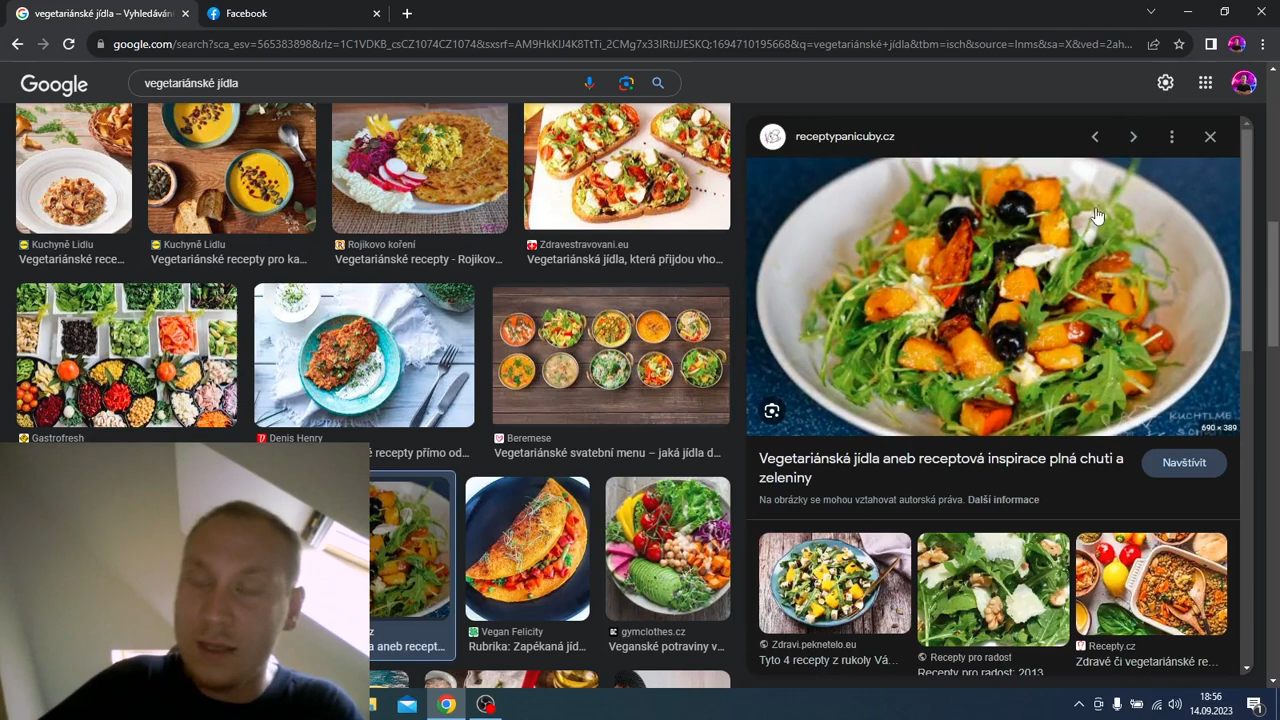 vegetariánské jídla – Vyhledáván
Facebook
google.com/search?sca_esv=565383898&rlz=1C1VDKB_csCZ1074CZ1074&sxsrf=AM9HkKIJ4K8TtTi_2CMg7x33IRtiJJESKQ:1694710195668&q=vegetariánské+jídla&tbm=isch&source=lnms&sa=X&ved=2ah...
Google
vegetariánské jídla
receptypanicuby.cz
Kuchyně Lidlu
Vegetariánské rece...
Kuchyně Lidlu
Vegetariánské recepty pro ka...
Rojíkovo koření
Vegetariánské recepty - Rojíkov...
Zdravestravovani.eu
Vegetariánská jídla, která přijdou vho...
KUCHTLME
690 × 389
Gastrofresh
Denis Henry
é recepty přímo od...
Beremese
Vegetariánské svatební menu – jaká jídla d...
Vegetariánská jídla aneb receptová inspirace plná chuti a
zeleniny
Navštívit
Na obrázky se mohou vztahovat autorská práva. Další informace
z
a aneb recept...
Vegan Felicity
Rubrika: Zapékaná jíd...
gymclothes.cz
Veganské potraviny v...
Zdravi.peknetelo.eu
Tyto 4 recepty z rukoly Vá...
Recepty pro radost
Recepty pro radost: 2013
Recepty.cz
Zdravé či vegetariánské re...
18:56
14.09.2023
1